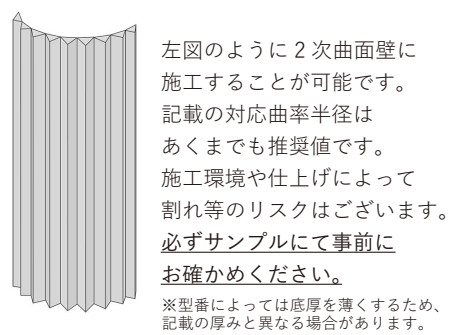 左図のように２次曲面壁に
施工することが可能です。
記載の対応曲率半径は
あくまでも推奨値です。
施工環境や仕上げによって
割れ等のリスクはございます。
必ずサンプルにて事前に
お確かめください。
※型番によっては底厚を薄くするため、
記載の厚みと異なる場合があります。